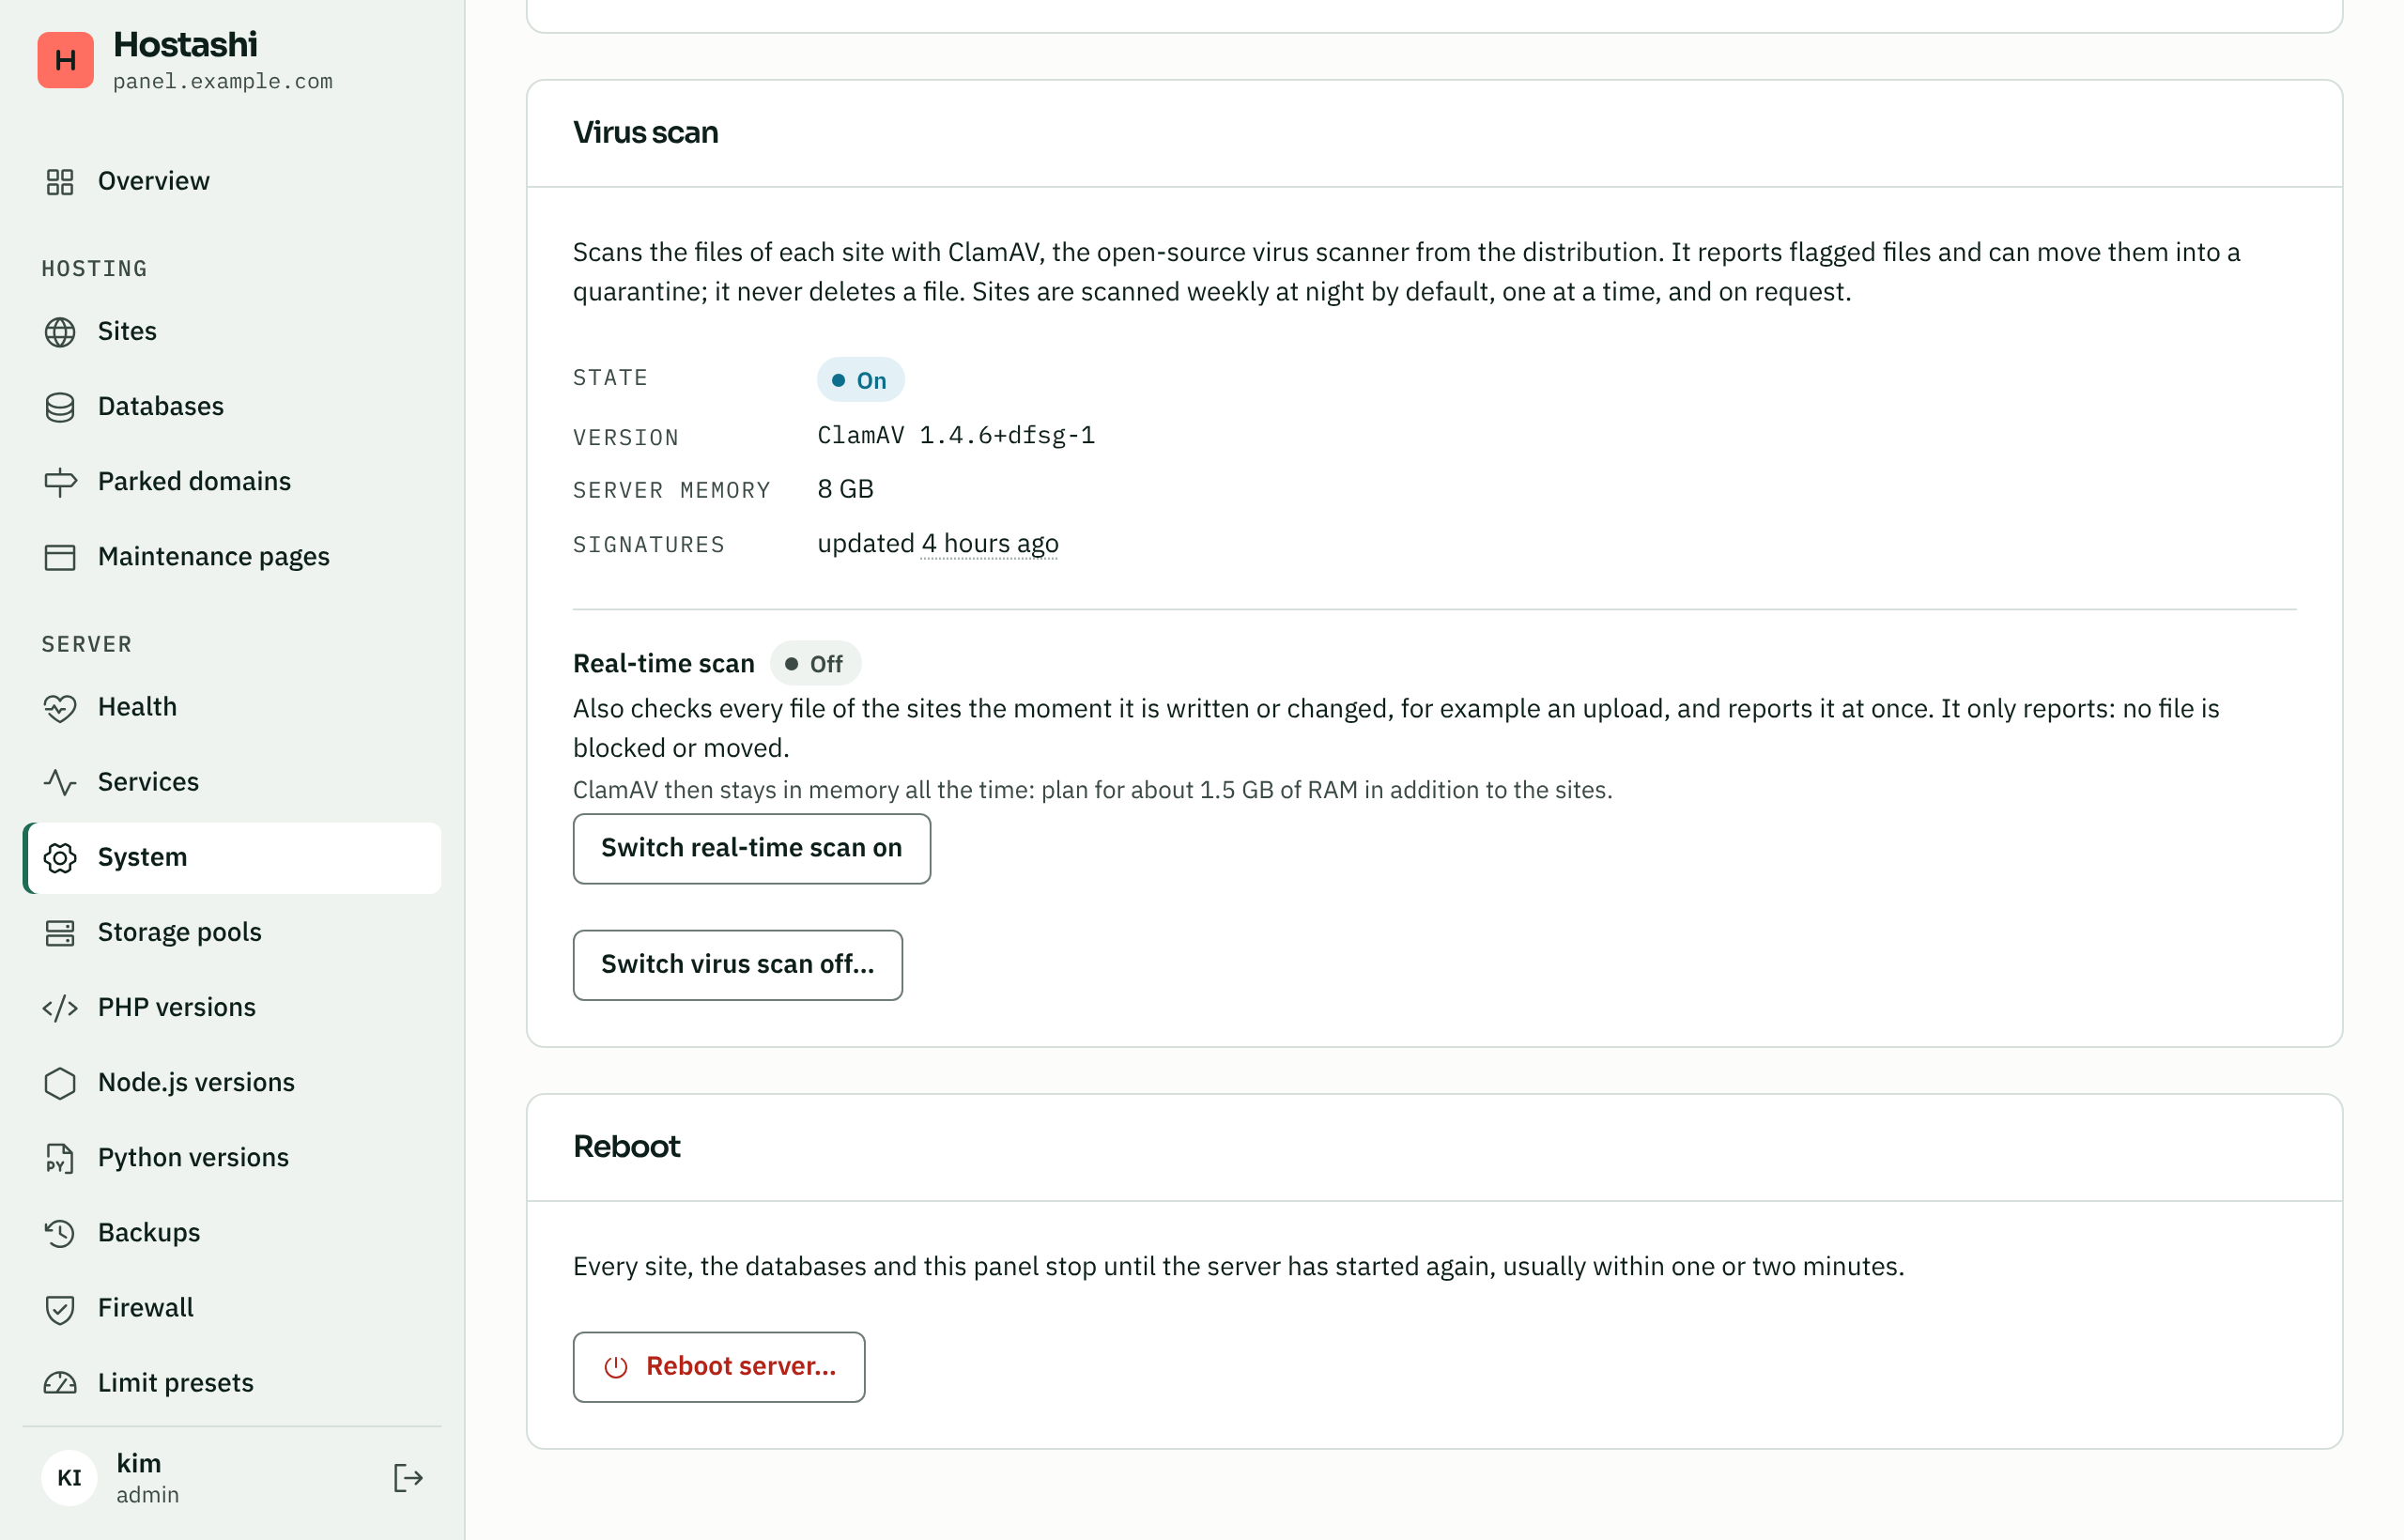 H
Hostashi
panel.example.com
Overview
HOSTING
Sites
Databases
Parked domains
Maintenance pages
SERVER
Health
Services
System
Storage pools
PHP versions
Node.js versions
PY
Python versions
Backups
Firewall
Limit presets
KI
kim
admin
Virus scan
Scans the files of each site with ClamAV, the open-source virus scanner from the distribution. It reports flagged files and can move them into a
quarantine; it never deletes a file. Sites are scanned weekly at night by default, one at a time, and on request.
STATE On
VERSION ClamAV 1.4.6+dfsg-1
SERVER MEMORY 8 GB
SIGNATURES updated 4 hours ago
Real-time scan Off
Also checks every file of the sites the moment it is written or changed, for example an upload, and reports it at once. It only reports: no file is
blocked or moved.
ClamAV then stays in memory all the time: plan for about 1.5 GB of RAM in addition to the sites.
Switch real-time scan on
Switch virus scan off...
Reboot
Every site, the databases and this panel stop until the server has started again, usually within one or two minutes.
Reboot server...